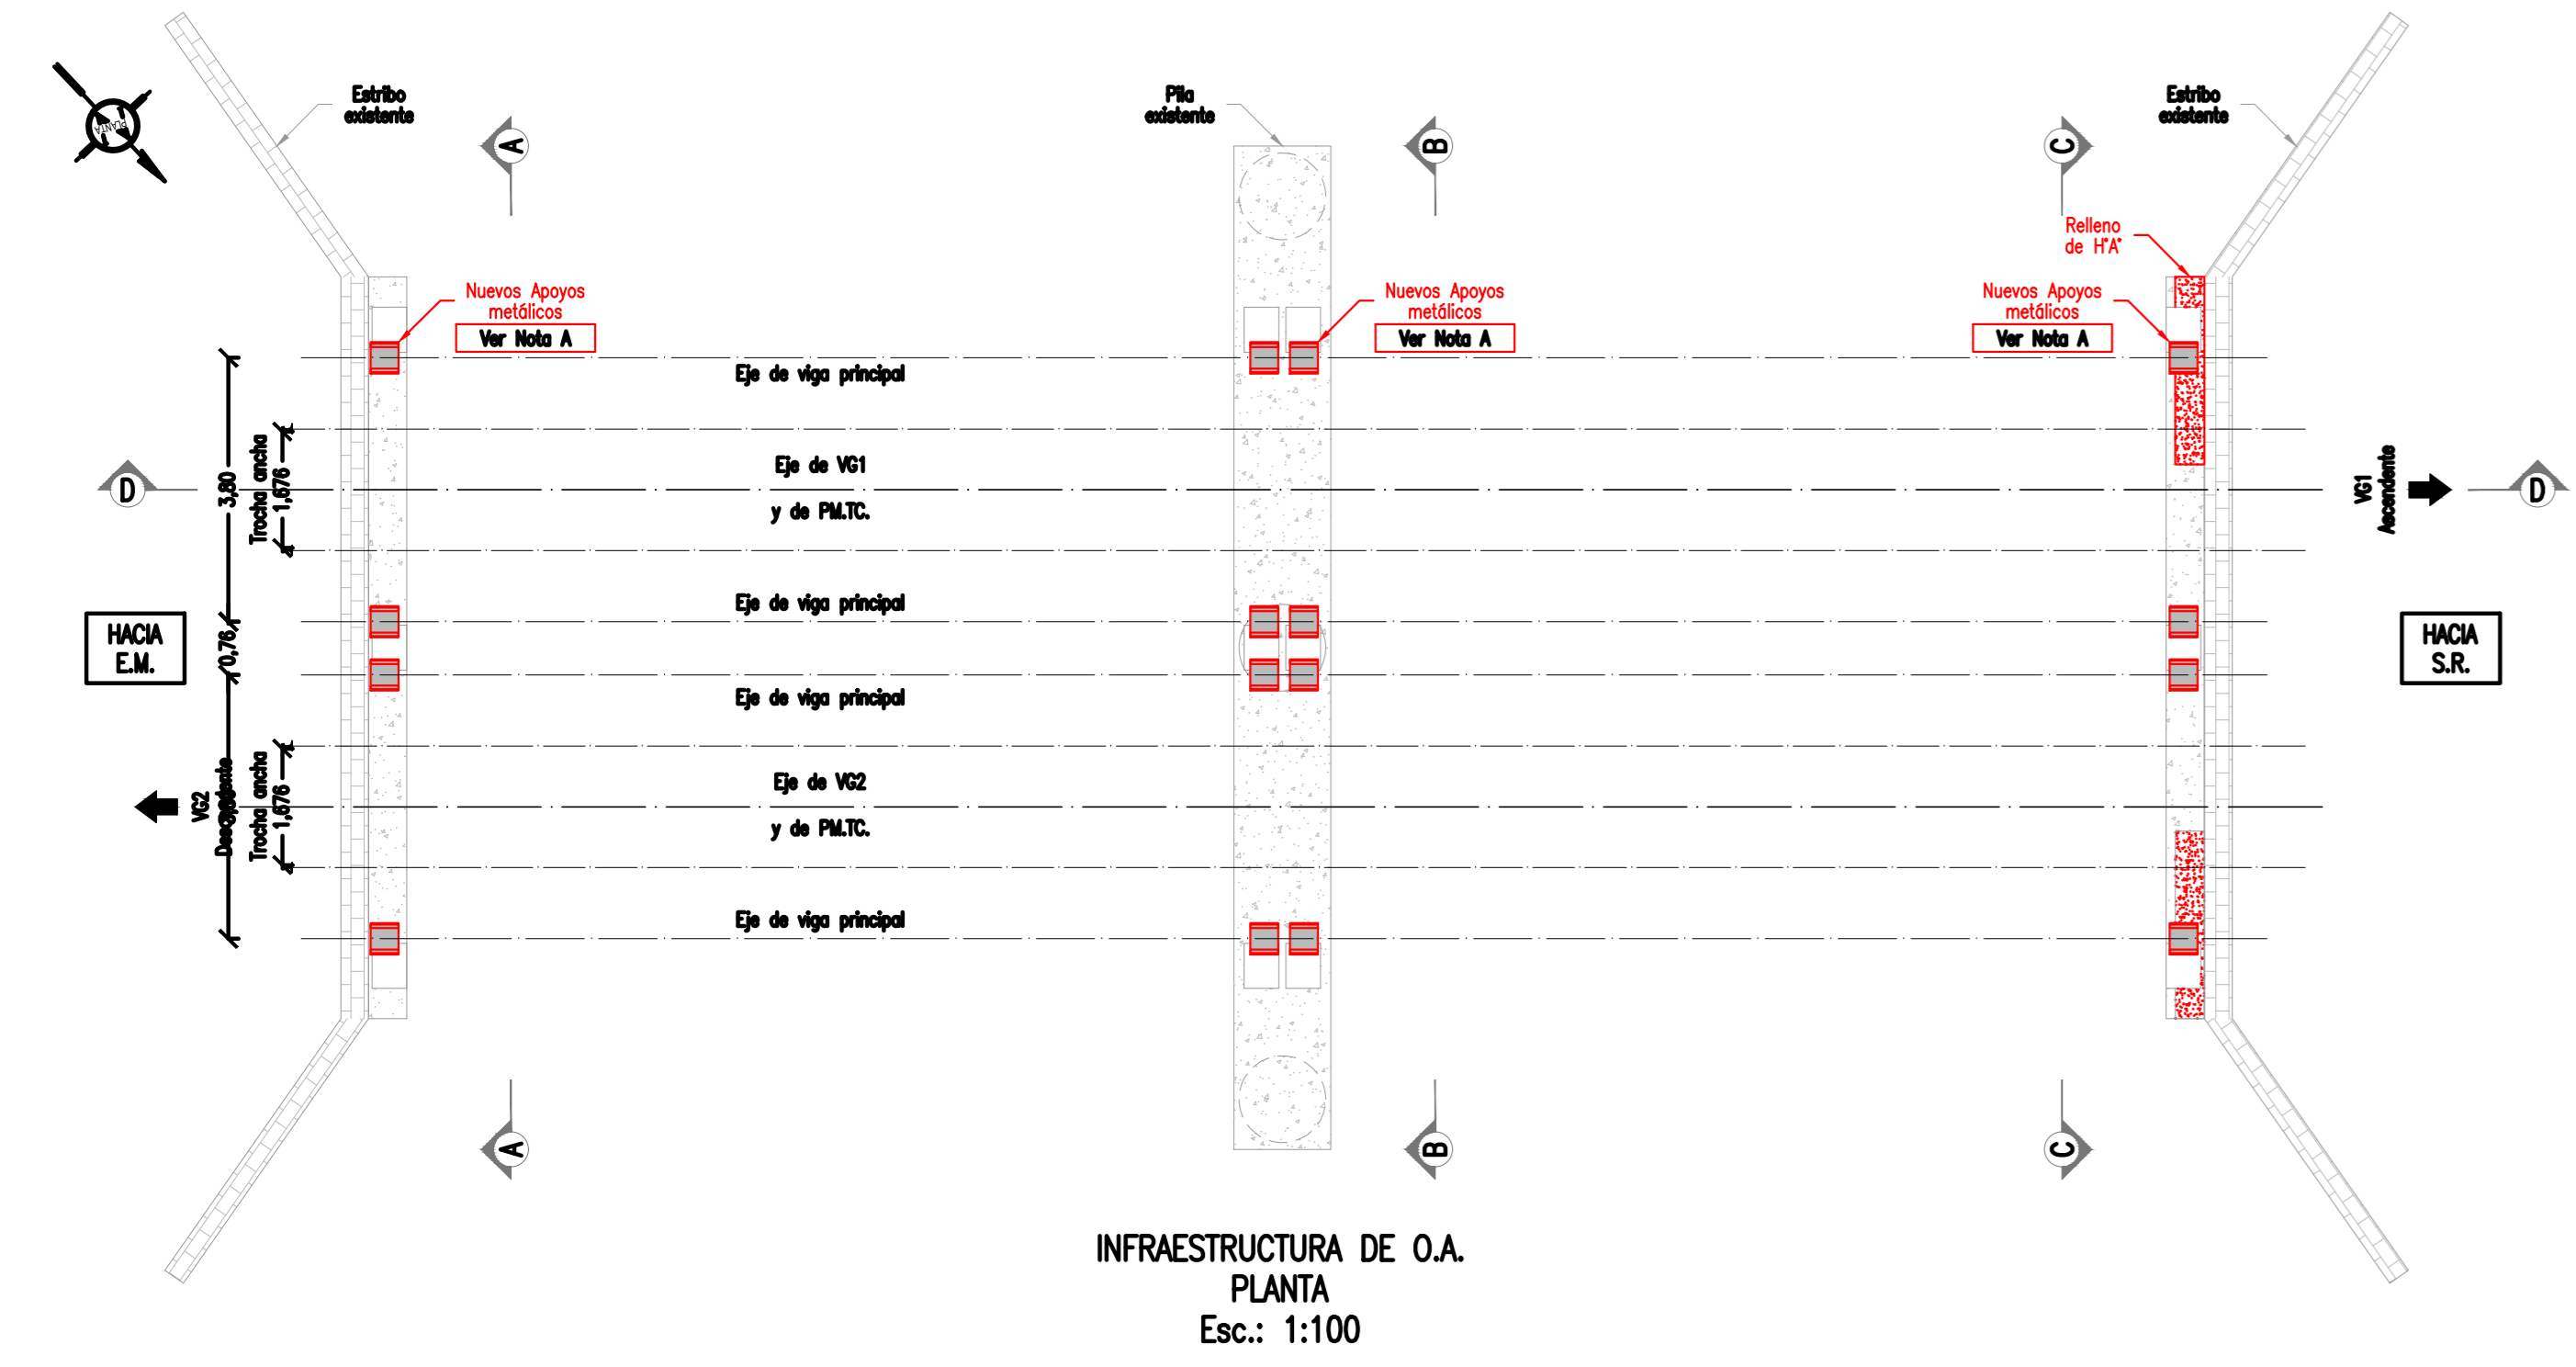 PLANTA
Estribo
existente
Pila
existente
Estribo
existente
A
B
C
Relleno
de H°A°
Nuevos Apoyos
metálicos
Ver Nota A
Nuevos Apoyos
metálicos
Ver Nota A
Nuevos Apoyos
metálicos
Ver Nota A
Eje de viga principal
3,80
Trocha ancha
1,676
Eje de VG1
y de PM.TC.
D
D
VG1
Ascendente
Eje de viga principal
HACIA
E.M.
0,76
HACIA
S.R.
Eje de viga principal
VG2
Descendente
Trocha ancha
1,676
Eje de VG2
y de PM.TC.
Eje de viga principal
A
B
C
INFRAESTRUCTURA DE O.A.
PLANTA
Esc.: 1:100